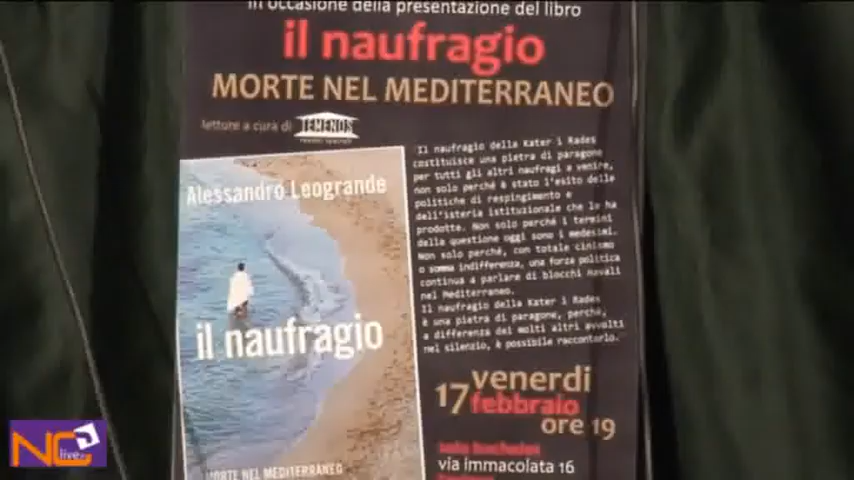 In occasione della presentazione del libro
il naufragio
MORTE NEL MEDITERRANEO
letture a cura di TEMENOS
Alessandro Leogrande
il naufragio
MORTE NEL MEDITERRANEO
Il naufragio della Kater i Rades
costituisce una pietra di paragone
per tutti gli altri naufragi a venire,
non solo perché è stato l'esito delle
politiche di respingimento e
dell'isteria istituzionale che lo ha
prodotte. Non solo perché i termini
della questione oggi sono i medesimi.
Non solo perché, con totale cinismo
o somma indifferenza, una forza politica
continua a parlare di blocchi navali
nel Mediterraneo.
Il naufragio della Kater i Rades
è una pietra di paragone, perché,
a differenza dei molti altri avvolti
nel silenzio, è possibile raccontarlo.
venerdi
17 febbraio
ore 19
via immacolata 16
NC
live